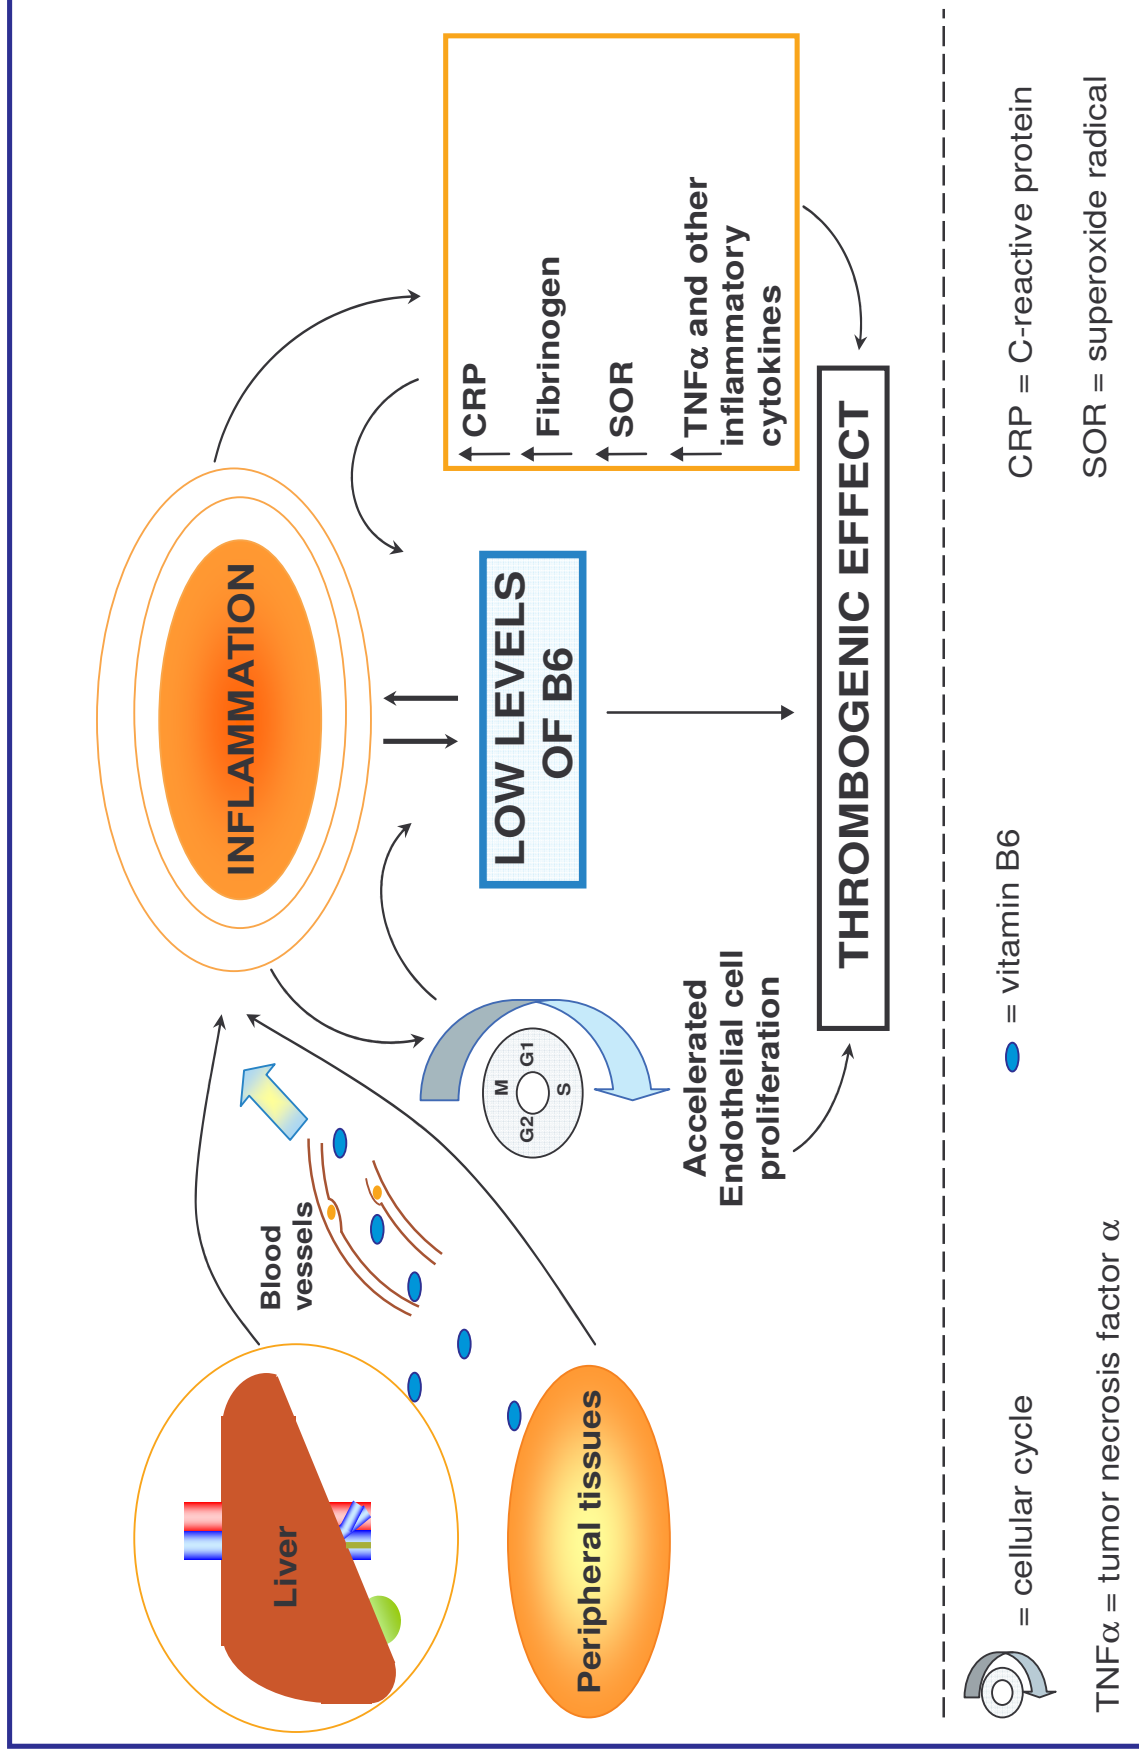 INFLAMMATION
Blood
vessels
Liver
Peripheral tissues
M
G1
G2
S
Accelerated
Endothelial cell
proliferation
LOW LEVELS
OF B6
CRP
Fibrinogen
SOR
TNFα and other
inflammatory
cytokines
THROMBOGENIC EFFECT
= cellular cycle
= vitamin B6
CRP = C-reactive protein
TNFα = tumor necrosis factor α
SOR = superoxide radical